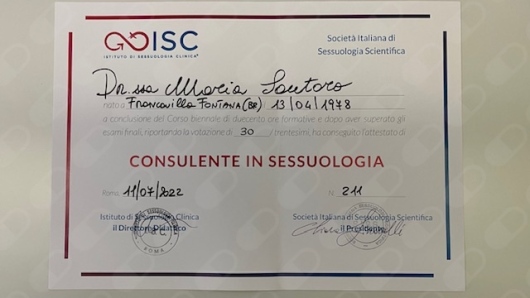 ISC
ISTITUTO DI SESSUOLOGIA CLINICA
Società Italiana di
Sessuologia Scientifica
Dr.ssa Maria Santoro
nato a Francavilla Fontana (BR) 13/04/1978
a conclusione del Corso biennale di duecento ore formative e dopo aver superato gli
esami finali, riportando la votazione di 30 / trentesimi, ha conseguito l'attestato di
CONSULENTE IN SESSUOLOGIA
Roma, 11/07/2022
N. 211
Istituto di Sessuologia Clinica
Il Direttore Didattico
Società Italiana di Sessuologia Scientifica
Il Presidente
ROMA